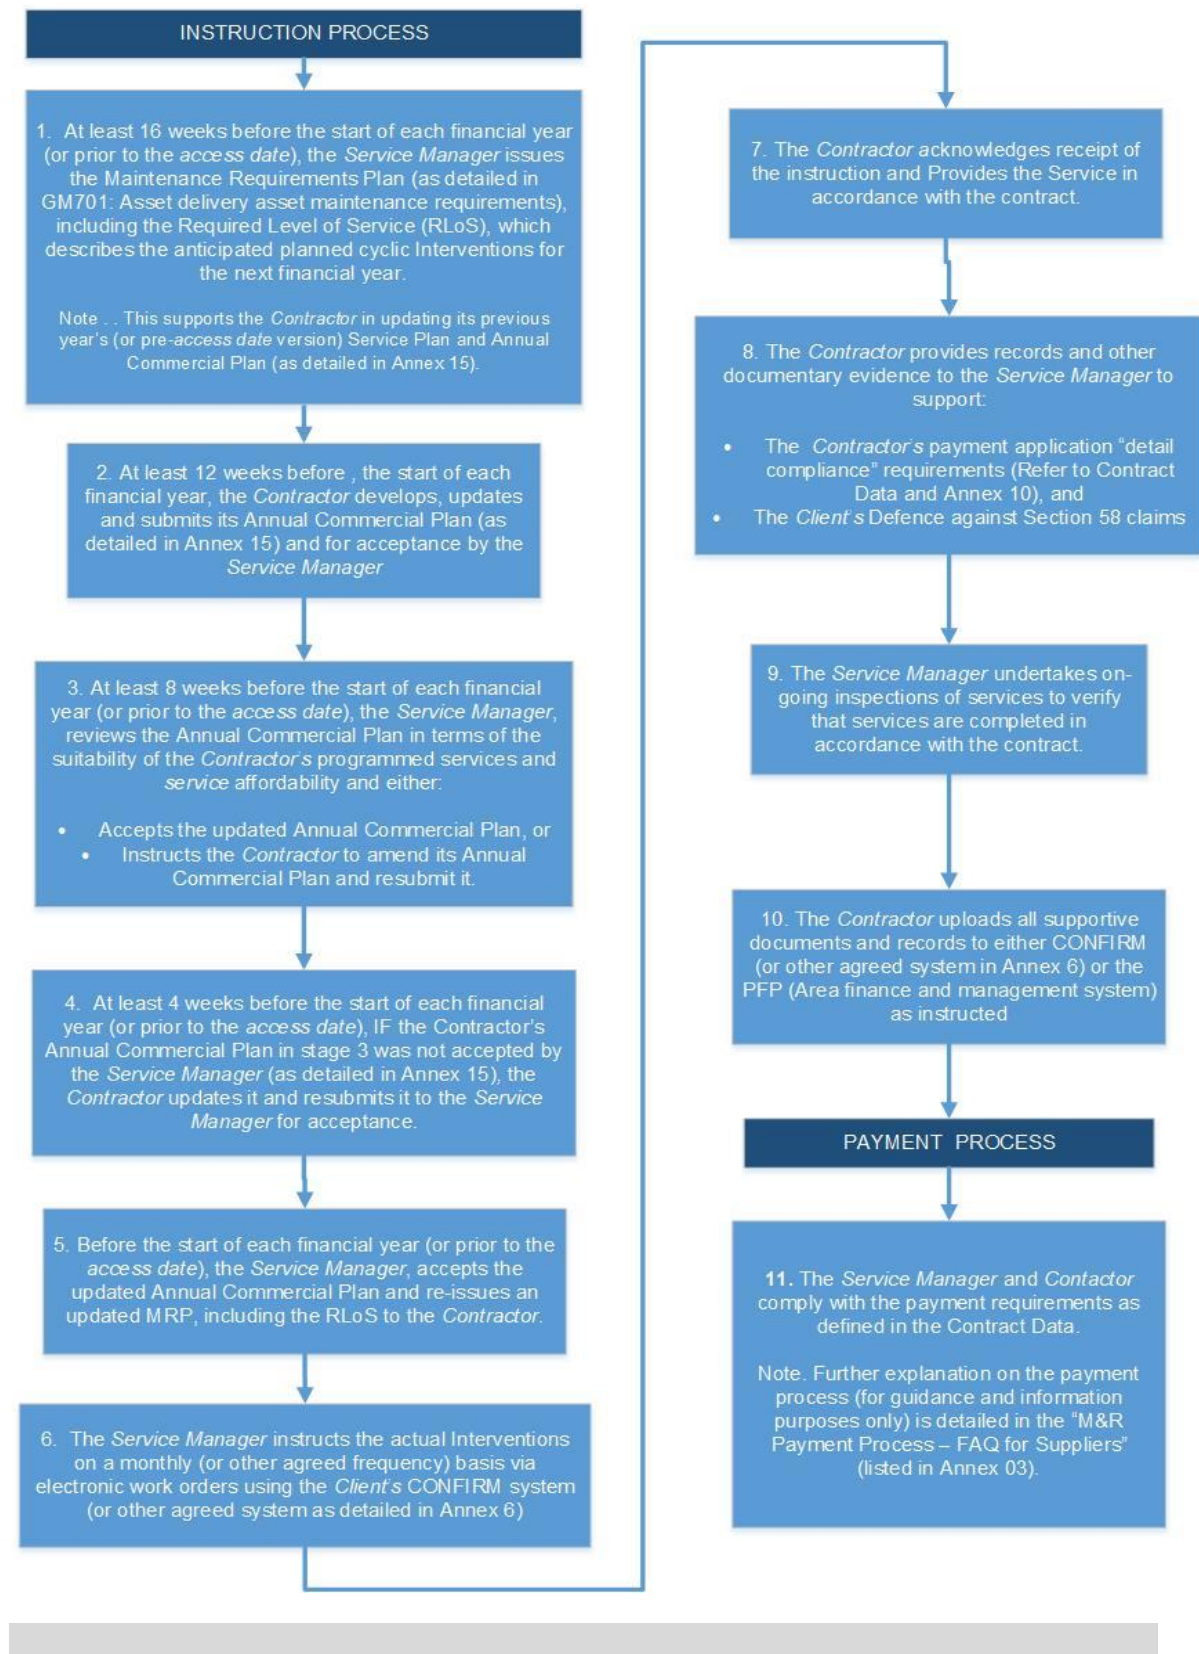 INSTRUCTION PROCESS
1. At least 16 weeks before the start of each financial year
(or prior to the access date), the Service Manager issues
the Maintenance Requirements Plan (as detailed in
GM701: Asset delivery asset maintenance requirements),
including the Required Level of Service (RLoS), which
describes the anticipated planned cyclic Interventions for
the next financial year.
Note . . This supports the Contractor in updating its previous
year's (or pre-access date version) Service Plan and Annual
Commercial Plan (as detailed in Annex 15).
2. At least 12 weeks before , the start of each
financial year, the Contractor develops, updates
and submits its Annual Commercial Plan (as
detailed in Annex 15) and for acceptance by the
Service Manager
3. At least 8 weeks before the start of each financial
year (or prior to the access date), the Service Manager,
reviews the Annual Commercial Plan in terms of the
suitability of the Contractor's programmed services and
service affordability and either:
• Accepts the updated Annual Commercial Plan, or
• Instructs the Contractor to amend its Annual
Commercial Plan and resubmit it.
4. At least 4 weeks before the start of each financial
year (or prior to the access date), IF the Contractor's
Annual Commercial Plan in stage 3 was not accepted by
the Service Manager (as detailed in Annex 15), the
Contractor updates it and resubmits it to the Service
Manager for acceptance.
5. Before the start of each financial year (or prior to the
access date), the Service Manager, accepts the
updated Annual Commercial Plan and re-issues an
updated MRP, including the RLoS to the Contractor.
6. The Service Manager instructs the actual Interventions
on a monthly (or other agreed frequency) basis via
electronic work orders using the Client's CONFIRM system
(or other agreed system as detailed in Annex 6)
7. The Contractor acknowledges receipt of
the instruction and Provides the Service in
accordance with the contract.
8. The Contractor provides records and other
documentary evidence to the Service Manager to
support:
• The Contractor's payment application “detail
compliance” requirements (Refer to Contract
Data and Annex 10), and
• The Client's Defence against Section 58 claims
9. The Service Manager undertakes on-
going inspections of services to verify
that services are completed in
accordance with the contract.
10. The Contractor uploads all supportive
documents and records to either CONFIRM
(or other agreed system in Annex 6) or the
PFP (Area finance and management system)
as instructed
PAYMENT PROCESS
11. The Service Manager and Contactor
comply with the payment requirements as
defined in the Contract Data.
Note. Further explanation on the payment
process (for guidance and information
purposes only) is detailed in the “M&R
Payment Process – FAQ for Suppliers”
(listed in Annex 03).